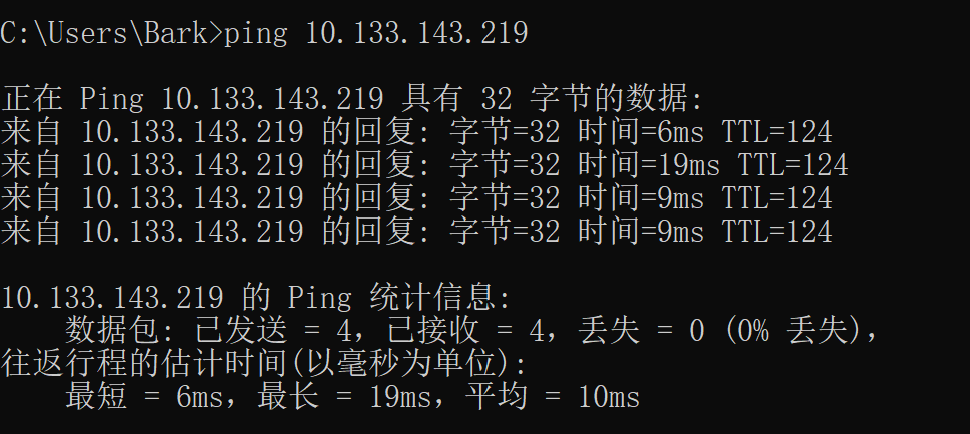 C:\Users\Bark>ping 10.133.143.219
正在 Ping 10.133.143.219 具有 32 字节的数据:
来自 10.133.143.219 的回复: 字节=32 时间=6ms TTL=124
来自 10.133.143.219 的回复: 字节=32 时间=19ms TTL=124
来自 10.133.143.219 的回复: 字节=32 时间=9ms TTL=124
来自 10.133.143.219 的回复: 字节=32 时间=9ms TTL=124
10.133.143.219 的 Ping 统计信息:
    数据包: 已发送 = 4，已接收 = 4，丢失 = 0 (0% 丢失)，
往返行程的估计时间(以毫秒为单位):
    最短 = 6ms，最长 = 19ms，平均 = 10ms